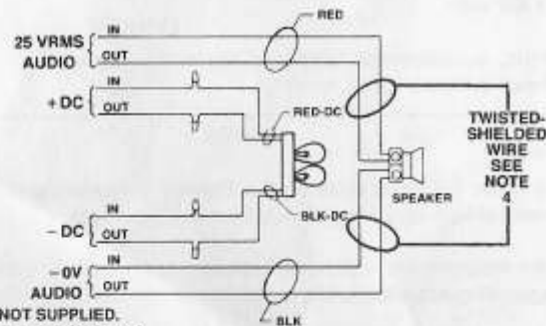 RED
25 VRMS
AUDIO
IN
OUT
+DC
IN
OUT
RED-DC
TWISTED-
SHIELDED
WIRE
SEE
NOTE
4
SPEAKER
BLK-DC
-DC
IN
OUT
-0V
AUDIO
IN
OUT
NOT SUPPLIED.
BLK